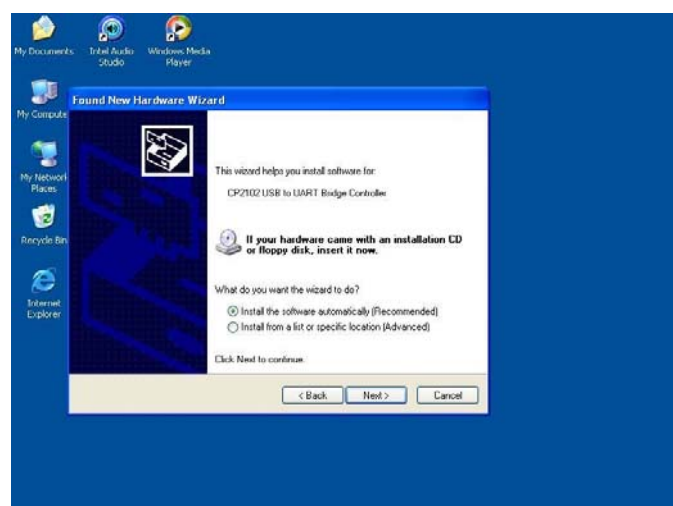 My Documents
Intel Audio
Studio
Windows Media
Player
My Compute
My Networ
Places
Recycle Bin
Internet
Explorer
Found New Hardware Wizard
This wizard helps you install software for:
CP2102 USB to UART Bridge Controller
If your hardware came with an installation CD
or floppy disk, insert it now.
What do you want the wizard to do?
Install the software automatically (Recommended)
Install from a list or specific location (Advanced)
Click Next to continue.
< Back
Next >
Cancel